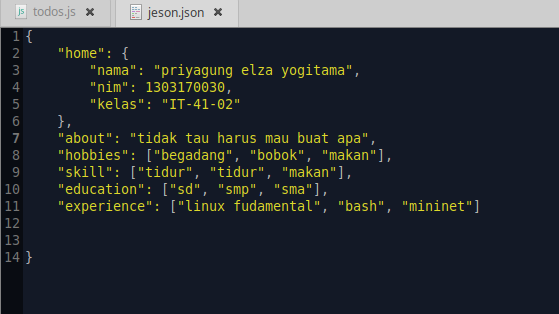 JS todos.js ✖ jeson.json ✖
1 {
2     "home": {
3         "nama": "priyagung elza yogitama",
4         "nim": 1303170030,
5         "kelas": "IT-41-02"
6     },
7     "about": "tidak tau harus mau buat apa",
8     "hobbies": ["begadang", "bobok", "makan"],
9     "skill": ["tidur", "tidur", "makan"],
10     "education": ["sd", "smp", "sma"],
11     "experience": ["linux fudamental", "bash", "mininet"]
12
13
14 }